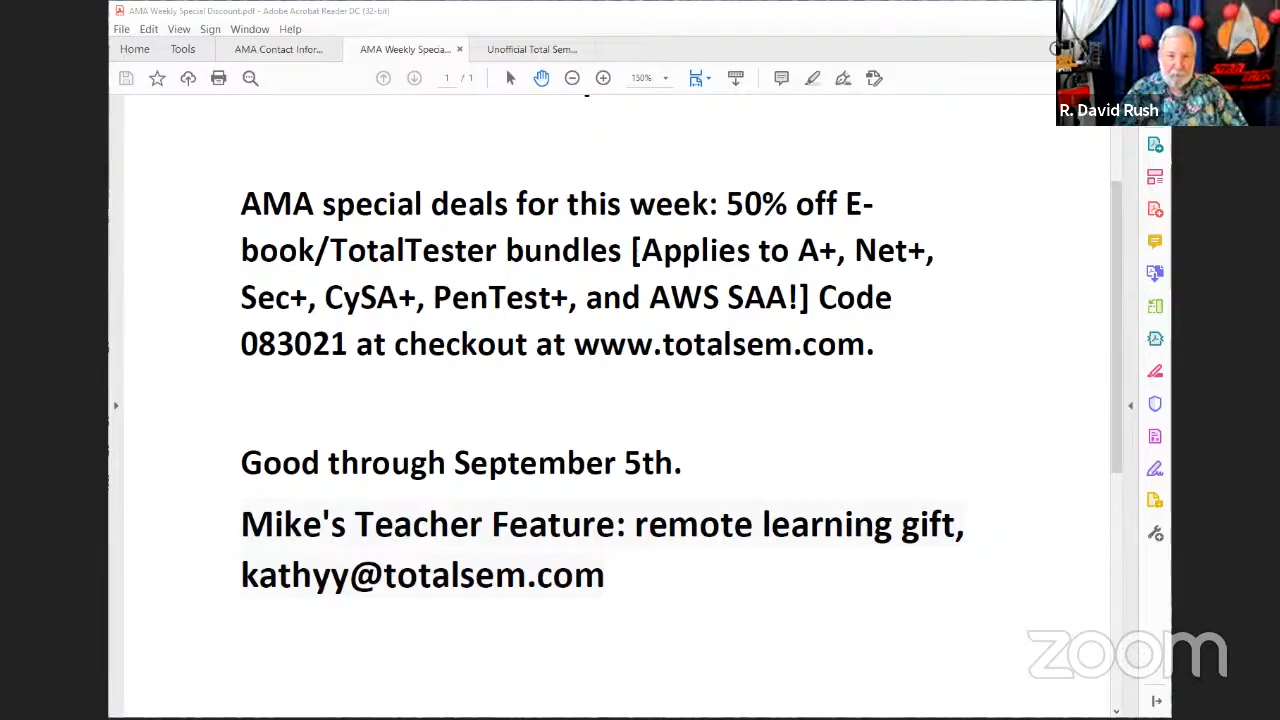 AMA Weekly Special Discount.pdf - Adobe Acrobat Reader DC (32-bit)
File Edit View Sign Window Help
Home Tools AMA Contact Infor... AMA Weekly Specia... × Unofficial Total Sem...
1 / 1 150%
STAR TREK
R. David Rush
AMA special deals for this week: 50% off E-
book/TotalTester bundles [Applies to A+, Net+,
Sec+, CySA+, PenTest+, and AWS SAA!] Code
083021 at checkout at www.totalsem.com.
Good through September 5th.
Mike's Teacher Feature: remote learning gift,
kathyy@totalsem.com
zoom